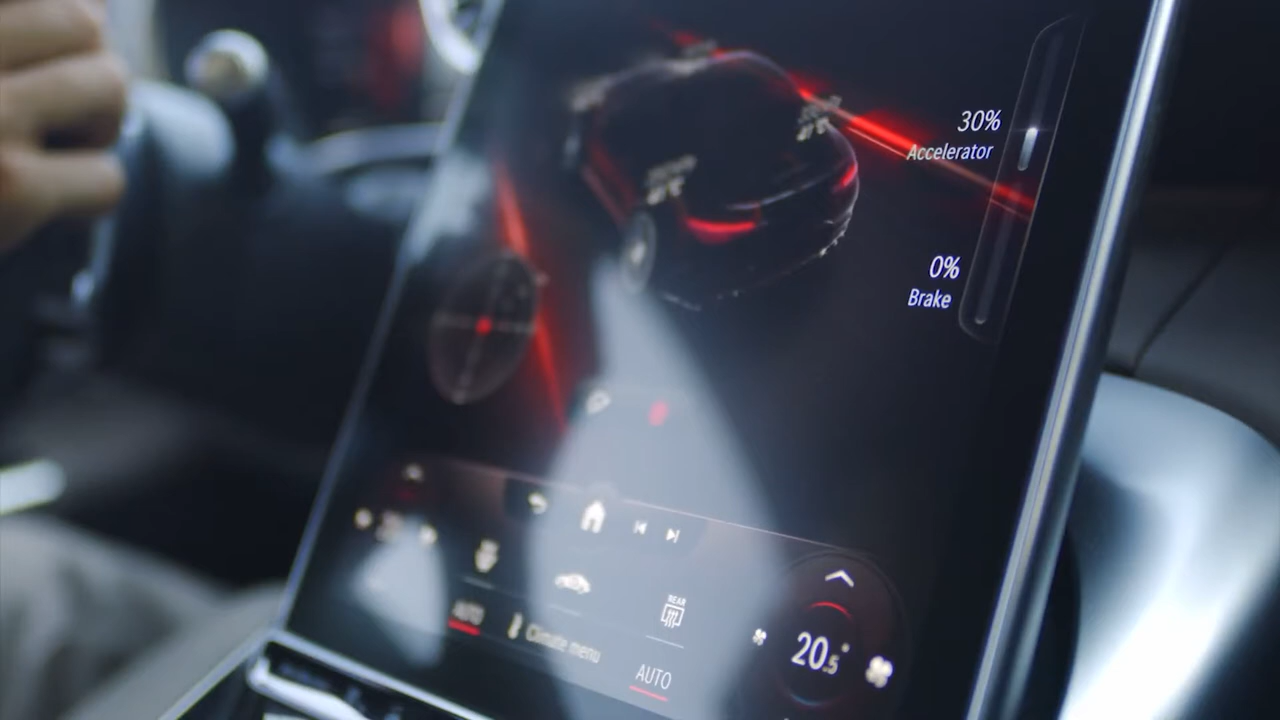 30%
Accelerator
0%
Brake
REAR
AUTO
Climate menu
AUTO
20.5°